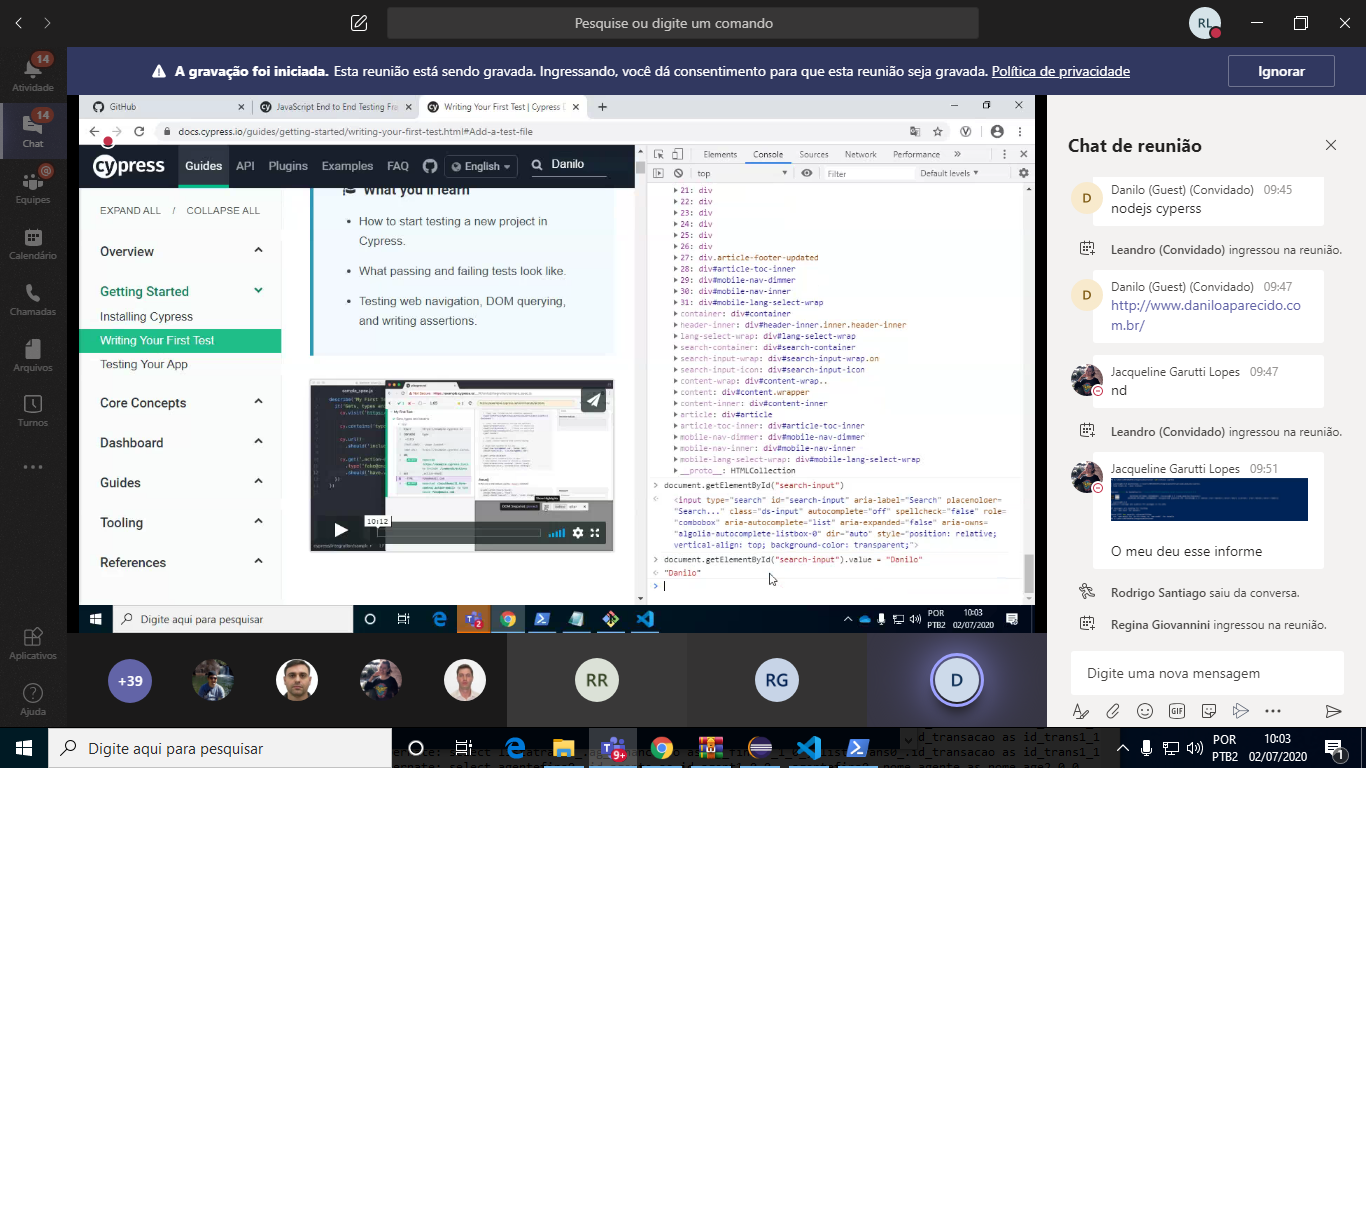 Pesquise ou digite um comando
RL
A gravação foi iniciada. Esta reunião está sendo gravada. Ingressando, você dá consentimento para que esta reunião seja gravada. Política de privacidade
Ignorar
14
Atividade
14
Chat
Equipes
Calendário
Chamadas
Arquivos
Turnos
Aplicativos
Ajuda
GitHub
JavaScript End to End Testing Fra
Writing Your First Test | Cypress
docs.cypress.io/guides/getting-started/writing-your-first-test.html#Add-a-test-file
cypress
Guides
API
Plugins
Examples
FAQ
English
Danilo
EXPAND ALL / COLLAPSE ALL
Overview
Getting Started
Installing Cypress
Writing Your First Test
Testing Your App
Core Concepts
Dashboard
Guides
Tooling
References
What you'll learn
• How to start testing a new project in
Cypress.
• What passing and failing tests look like.
• Testing web navigation, DOM querying,
and writing assertions.
10:12
Elements
Console
Sources
Network
Performance
top
Filter
Default levels
21: div
22: div
23: div
24: div
25: div
26: div
27: div.article-footer-updated
28: div#article-toc-inner
29: div#mobile-nav-dimmer
30: div#mobile-nav-inner
31: div#mobile-lang-select-wrap
container: div#container
header-inner: div#header-inner.inner.header-inner
lang-select-wrap: div#lang-select-wrap
search-container: div#search-container
search-input-wrap: div#search-input-wrap.on
search-input-icon: div#search-input-icon
content-wrap: div#content-wrap..
content: div#content.wrapper
content-inner: div#content-inner
article: div#article
article-toc-inner: div#article-toc-inner
mobile-nav-dimmer: div#mobile-nav-dimmer
mobile-nav-inner: div#mobile-nav-inner
mobile-lang-select-wrap: div#mobile-lang-select-wrap
__proto__: HTMLCollection
> document.getElementById("search-input")
<input type="search" id="search-input" aria-label="Search" placeholder=
"Search..." class="ds-input" autocomplete="off" spellcheck="false" role=
"combobox" aria-autocomplete="list" aria-expanded="false" aria-owns=
"algolia-autocomplete-listbox-0" dir="auto" style="position: relative;
vertical-align: top; background-color: transparent;">
> document.getElementById("search-input").value = "Danilo"
"Danilo"
>
Digite aqui para pesquisar
2
POR
PTB2
10:03
02/07/2020
+39
RR
RG
D
Chat de reunião
D
Danilo (Guest) (Convidado) 09:45
nodejs cyperss
Leandro (Convidado) ingressou na reunião.
D
Danilo (Guest) (Convidado) 09:47
http://www.daniloaparecido.co
m.br/
Jacqueline Garutti Lopes 09:47
nd
Leandro (Convidado) ingressou na reunião.
Jacqueline Garutti Lopes 09:51
O meu deu esse informe
Rodrigo Santiago saiu da conversa.
Regina Giovannini ingressou na reunião.
Digite uma nova mensagem
GIF
Digite aqui para pesquisar
9+
d_transacao as id_trans1_1
.id_transacao as id_trans1_1
POR
PTB2
10:03
02/07/2020
1